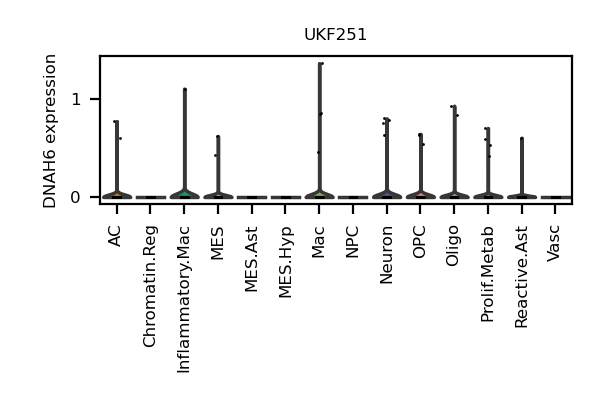 UKF251
DNAH6 expression
1
0
AC
Chromatin.Reg
Inflammatory.Mac
MES
MES.Ast
MES.Hyp
Mac
NPC
Neuron
OPC
Oligo
Prolif.Metab
Reactive.Ast
Vasc